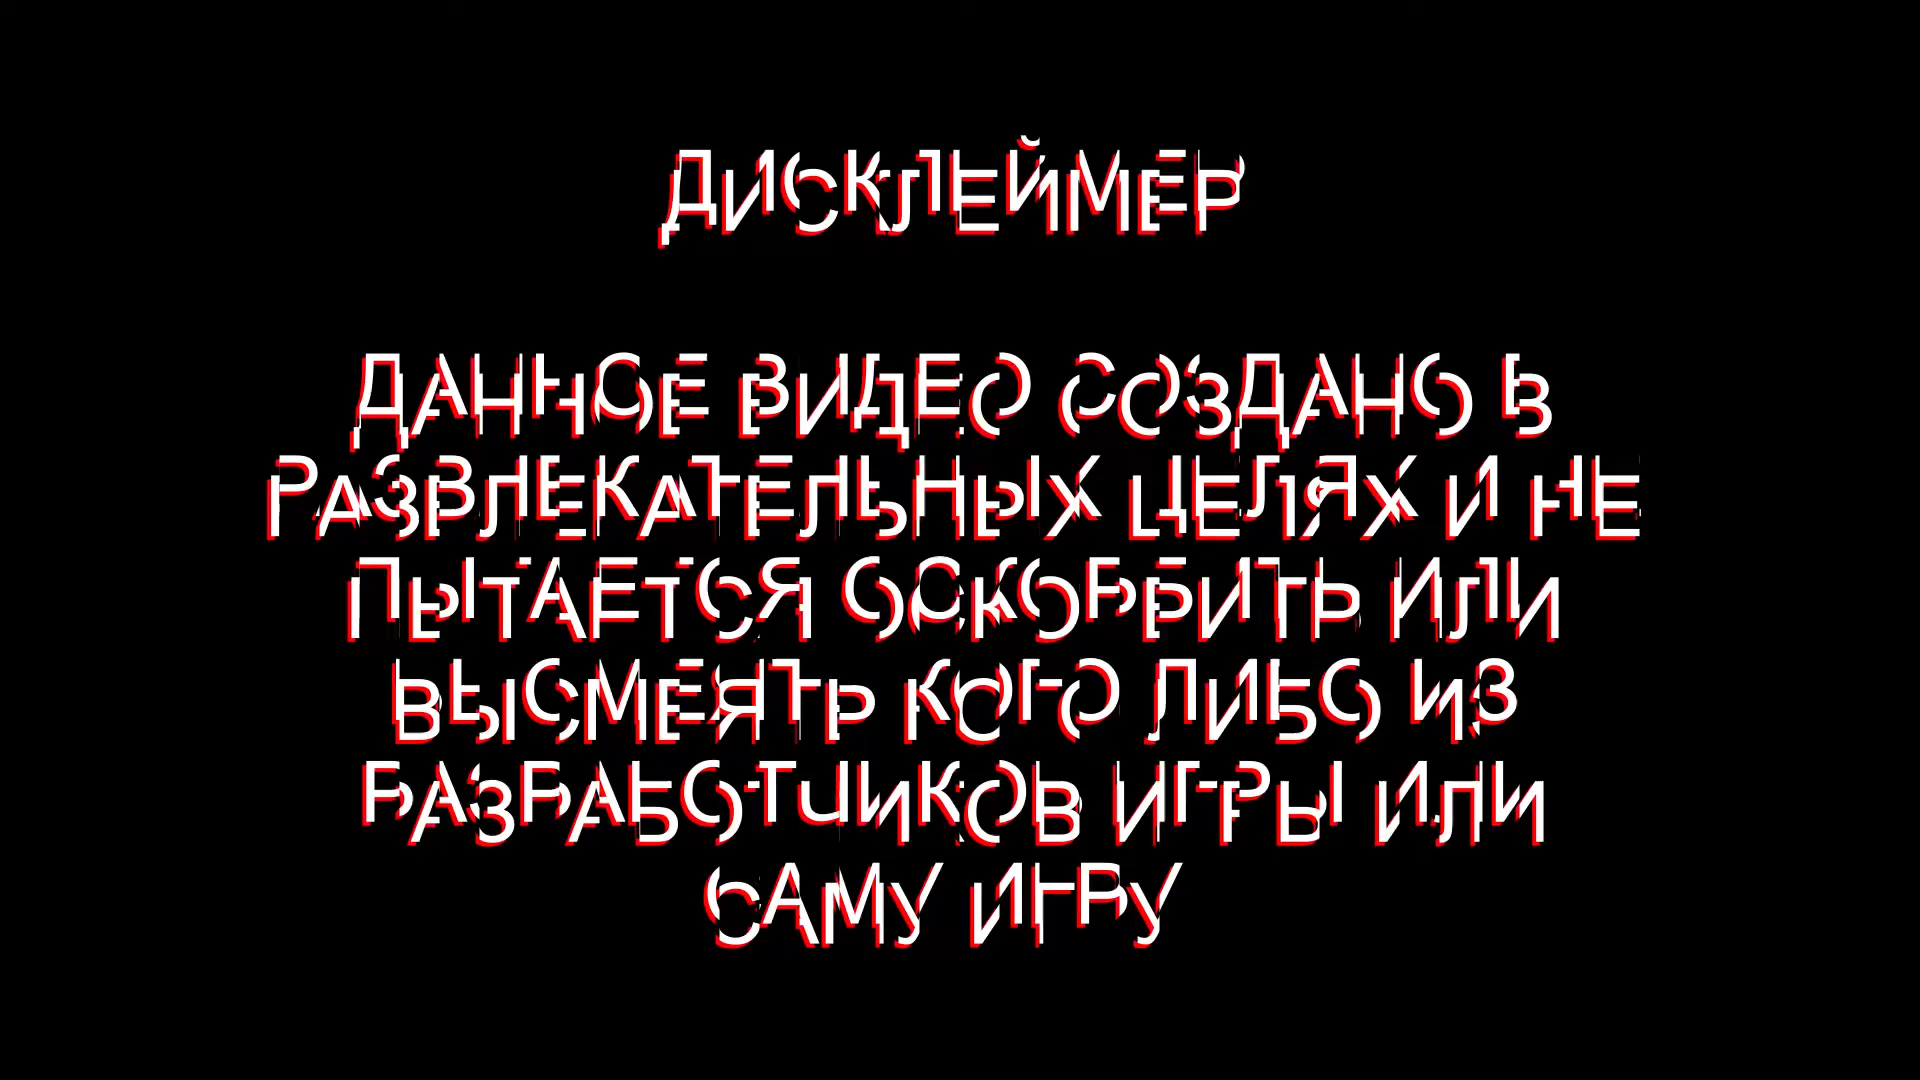 ДИСКЛЕЙМЕР
ДАННОЕ ВИДЕО СОЗДАНО В
РАЗВЛЕКАТЕЛЬНЫХ ЦЕЛЯХ И НЕ
ПЫТАЕТСЯ ОСКОРБИТЬ ИЛИ
ВЫСМЕЯТЬ КОГО ЛИБО ИЗ
РАЗРАБОТЧИКОВ ИГРЫ ИЛИ
САМУ ИГРУ